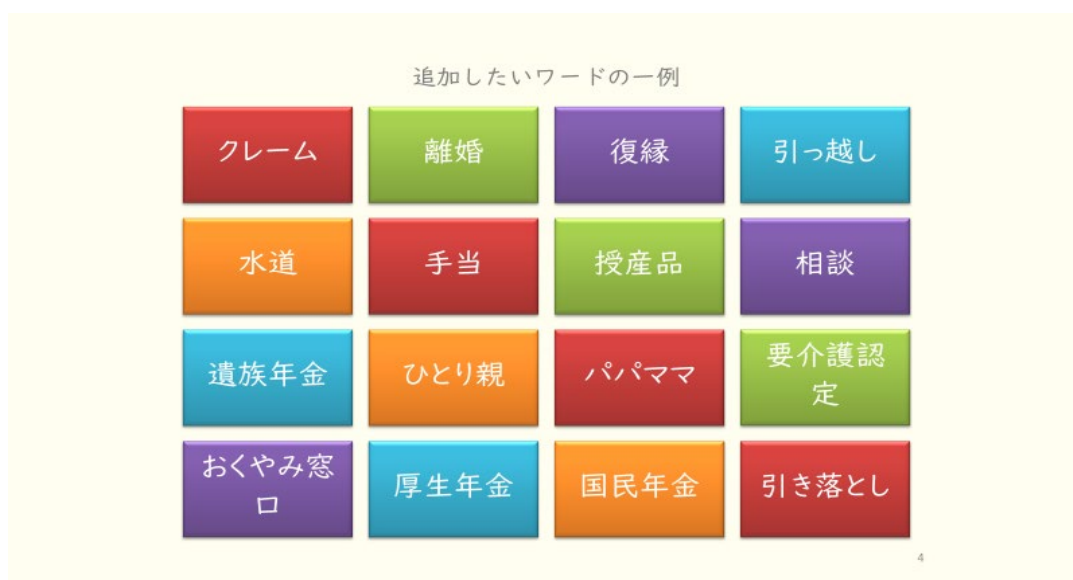 追加したいワードの一例
クレーム
離婚
復縁
引っ越し
水道
手当
授産品
相談
遺族年金
ひとり親
パパママ
要介護認
定
おくやみ窓
口
厚生年金
国民年金
引き落とし
4